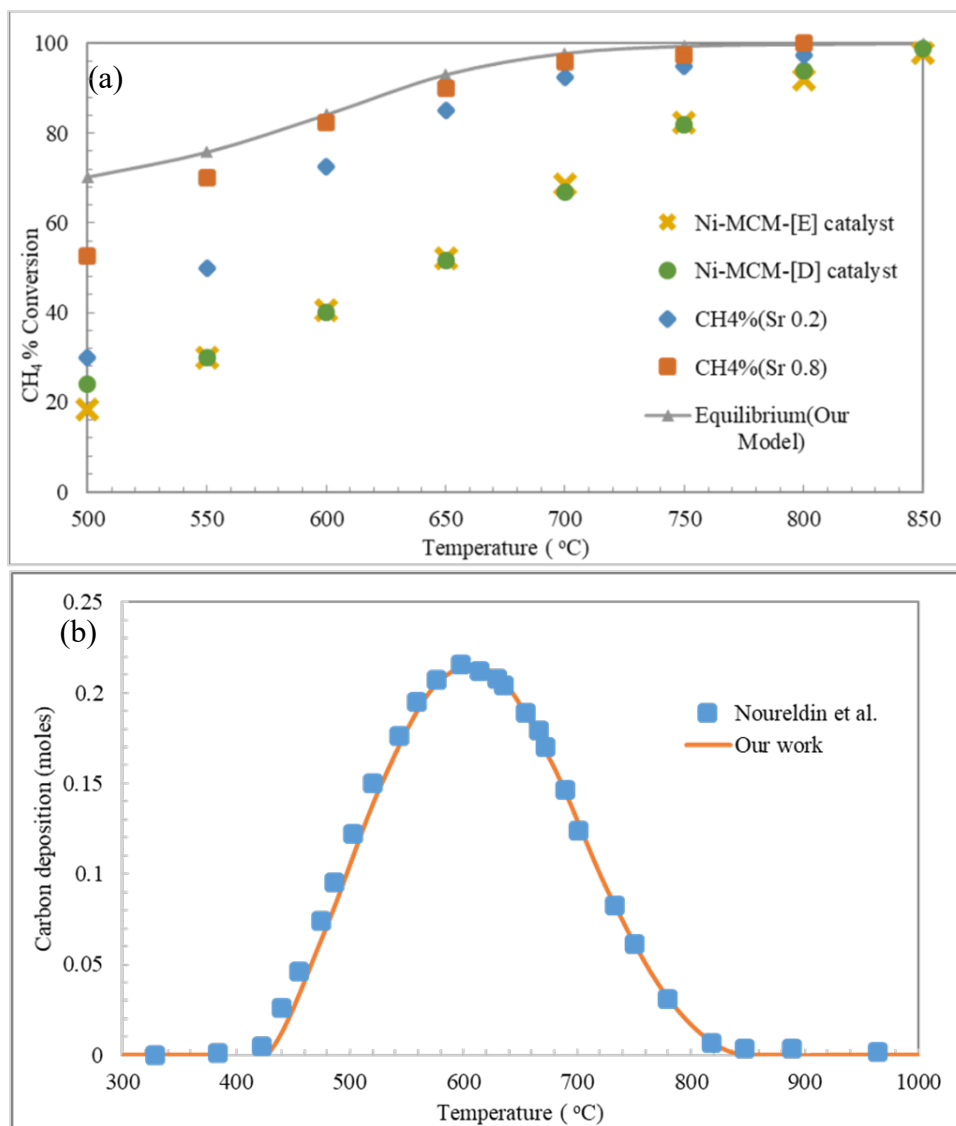 (a)
100
80
60
40
20
0
CH4 % Conversion
500 550 600 650 700 750 800 850
Temperature ( oC)
Ni-MCM-[E] catalyst
Ni-MCM-[D] catalyst
CH4%(Sr 0.2)
CH4%(Sr 0.8)
Equilibrium(Our
Model)
(b)
0.25
0.2
0.15
0.1
0.05
0
Carbon deposition (moles)
300 400 500 600 700 800 900 1000
Temperature ( oC)
Noureldin et al.
Our work